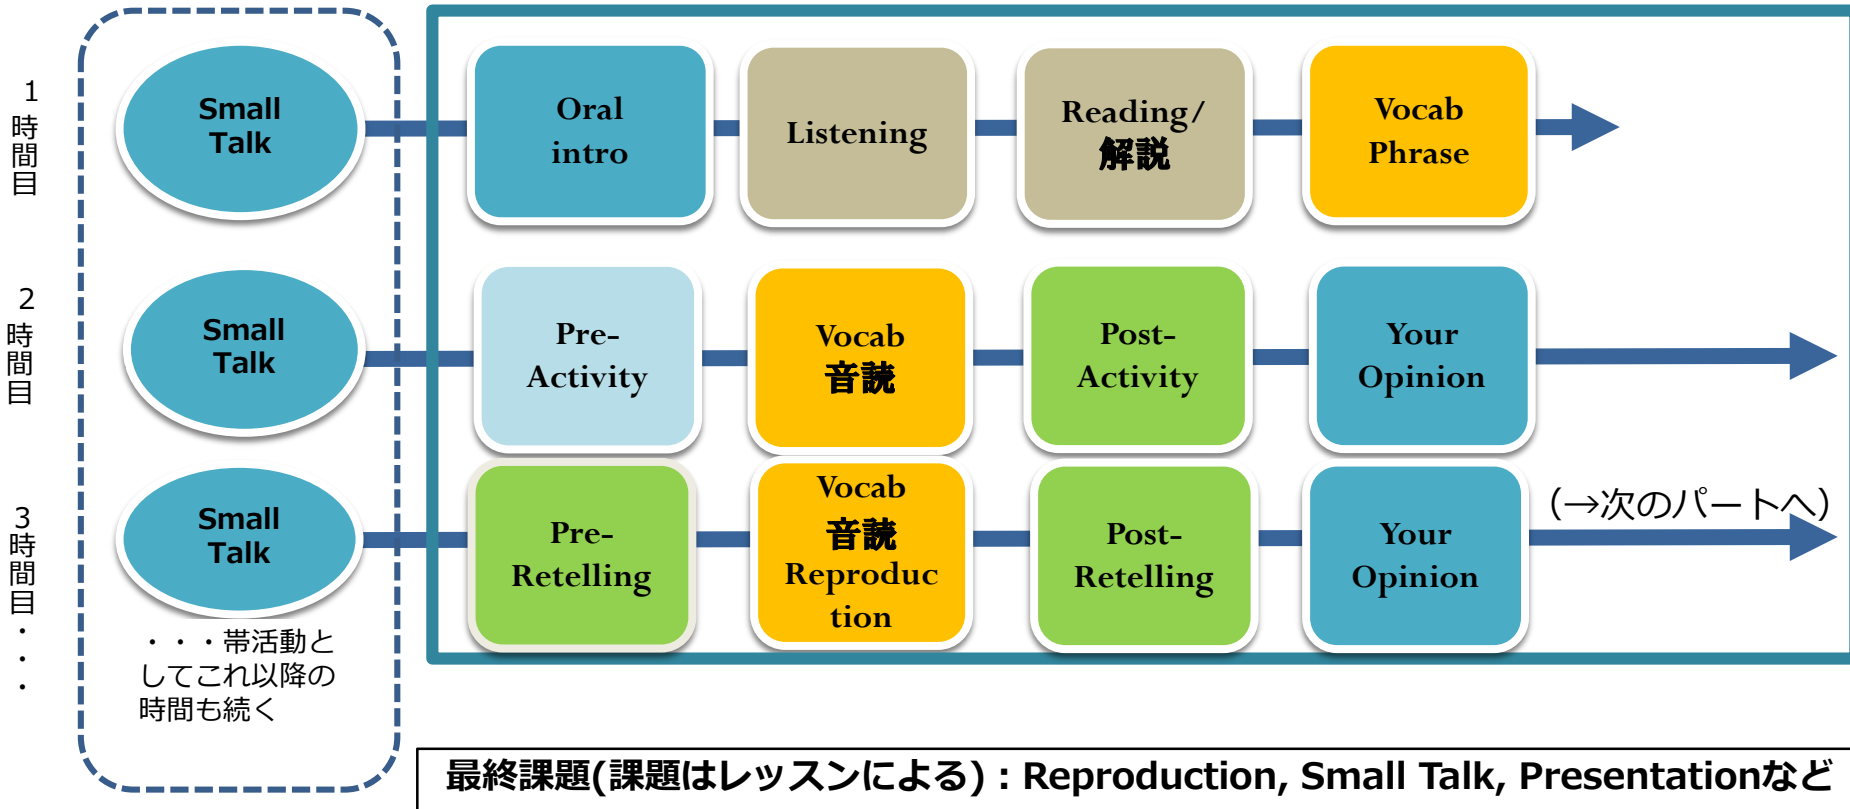 1
時
間
目
Small
Talk
Oral
intro
Listening
Reading/
解説
Vocab
Phrase
2
時
間
目
Small
Talk
Pre-
Activity
Vocab
音読
Post-
Activity
Your
Opinion
3
時
間
目
・
・
・
Small
Talk
Pre-
Retelling
Vocab
音読
Reproduc
tion
Post-
Retelling
Your
Opinion
(→次のパートへ)
・・・帯活動と
してこれ以降の
時間も続く
最終課題(課題はレッスンによる)：Reproduction, Small Talk, Presentationなど